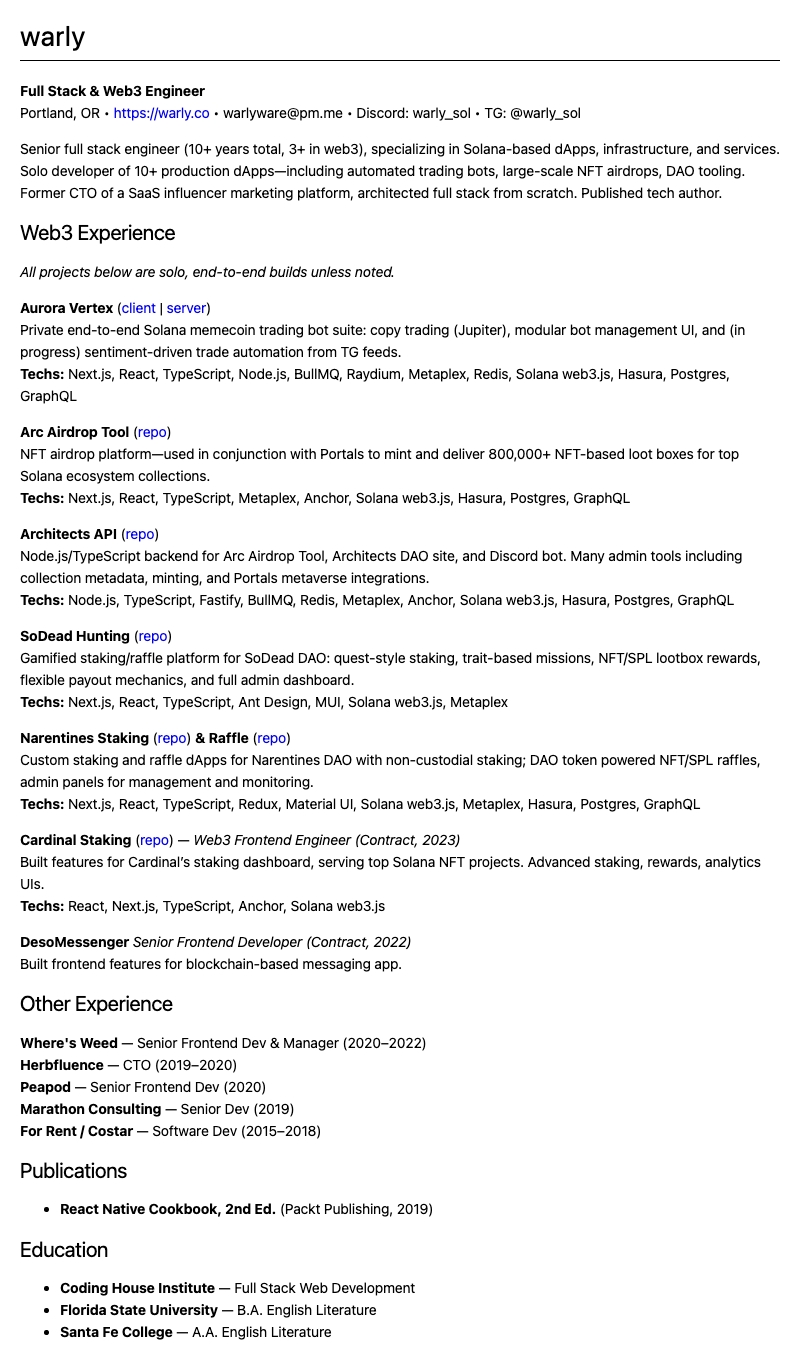 warly
Full Stack & Web3 Engineer
Portland, OR • https://warly.co • warlyware@pm.me • Discord: warly_sol • TG: @warly_sol
Senior full stack engineer (10+ years total, 3+ in web3), specializing in Solana-based dApps, infrastructure, and services.
Solo developer of 10+ production dApps—including automated trading bots, large-scale NFT airdrops, DAO tooling.
Former CTO of a SaaS influencer marketing platform, architected full stack from scratch. Published tech author.
Web3 Experience
All projects below are solo, end-to-end builds unless noted.
Aurora Vertex (client | server)
Private end-to-end Solana memecoin trading bot suite: copy trading (Jupiter), modular bot management UI, and (in
progress) sentiment-driven trade automation from TG feeds.
Techs: Next.js, React, TypeScript, Node.js, BullMQ, Raydium, Metaplex, Redis, Solana web3.js, Hasura, Postgres,
GraphQL
Arc Airdrop Tool (repo)
NFT airdrop platform—used in conjunction with Portals to mint and deliver 800,000+ NFT-based loot boxes for top
Solana ecosystem collections.
Techs: Next.js, React, TypeScript, Metaplex, Anchor, Solana web3.js, Hasura, Postgres, GraphQL
Architects API (repo)
Node.js/TypeScript backend for Arc Airdrop Tool, Architects DAO site, and Discord bot. Many admin tools including
collection metadata, minting, and Portals metaverse integrations.
Techs: Node.js, TypeScript, Fastify, BullMQ, Redis, Metaplex, Anchor, Solana web3.js, Hasura, Postgres, GraphQL
SoDead Hunting (repo)
Gamified staking/raffle platform for SoDead DAO: quest-style staking, trait-based missions, NFT/SPL lootbox rewards,
flexible payout mechanics, and full admin dashboard.
Techs: Next.js, React, TypeScript, Ant Design, MUI, Solana web3.js, Metaplex
Narentines Staking (repo) & Raffle (repo)
Custom staking and raffle dApps for Narentines DAO with non-custodial staking; DAO token powered NFT/SPL raffles,
admin panels for management and monitoring.
Techs: Next.js, React, TypeScript, Redux, Material UI, Solana web3.js, Metaplex, Hasura, Postgres, GraphQL
Cardinal Staking (repo) — Web3 Frontend Engineer (Contract, 2023)
Built features for Cardinal's staking dashboard, serving top Solana NFT projects. Advanced staking, rewards, analytics
UIs.
Techs: React, Next.js, TypeScript, Anchor, Solana web3.js
DesoMessenger Senior Frontend Developer (Contract, 2022)
Built frontend features for blockchain-based messaging app.
Other Experience
Where's Weed — Senior Frontend Dev & Manager (2020–2022)
Herbfluence — CTO (2019–2020)
Peapod — Senior Frontend Dev (2020)
Marathon Consulting — Senior Dev (2019)
For Rent / Costar — Software Dev (2015–2018)
Publications
• React Native Cookbook, 2nd Ed. (Packt Publishing, 2019)
Education
• Coding House Institute — Full Stack Web Development
• Florida State University — B.A. English Literature
• Santa Fe College — A.A. English Literature